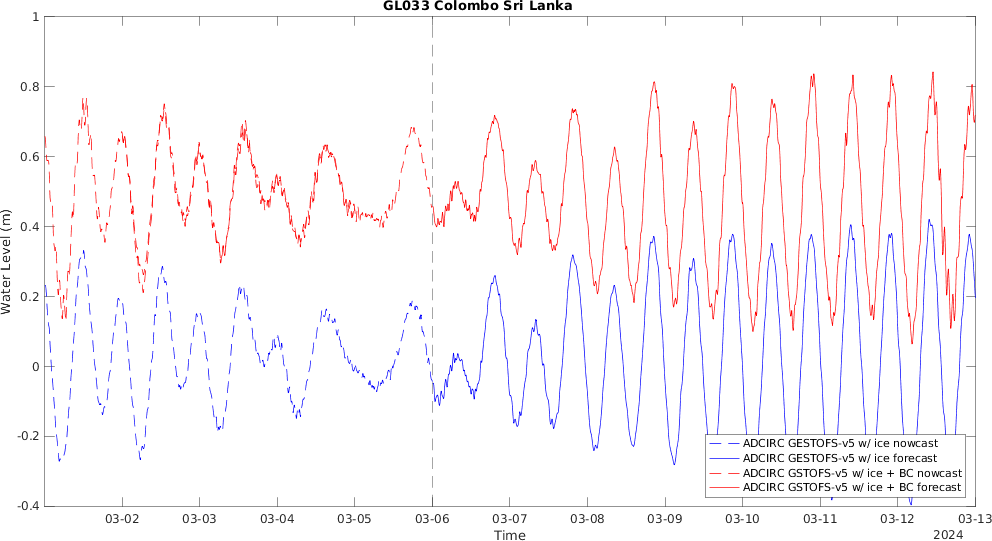 GL033 Colombo Sri Lanka
1
0.8
0.6
0.4
0.2
0
-0.2
-0.4
Water Level (m)
ADCIRC GESTOFS-v5 w/ ice nowcast
ADCIRC GESTOFS-v5 w/ ice forecast
ADCIRC GSTOFS-v5 w/ ice + BC nowcast
ADCIRC GSTOFS-v5 w/ ice + BC forecast
03-02 03-03 03-04 03-05 03-06 03-07 03-08 03-09 03-10 03-11 03-12 03-13
Time
2024